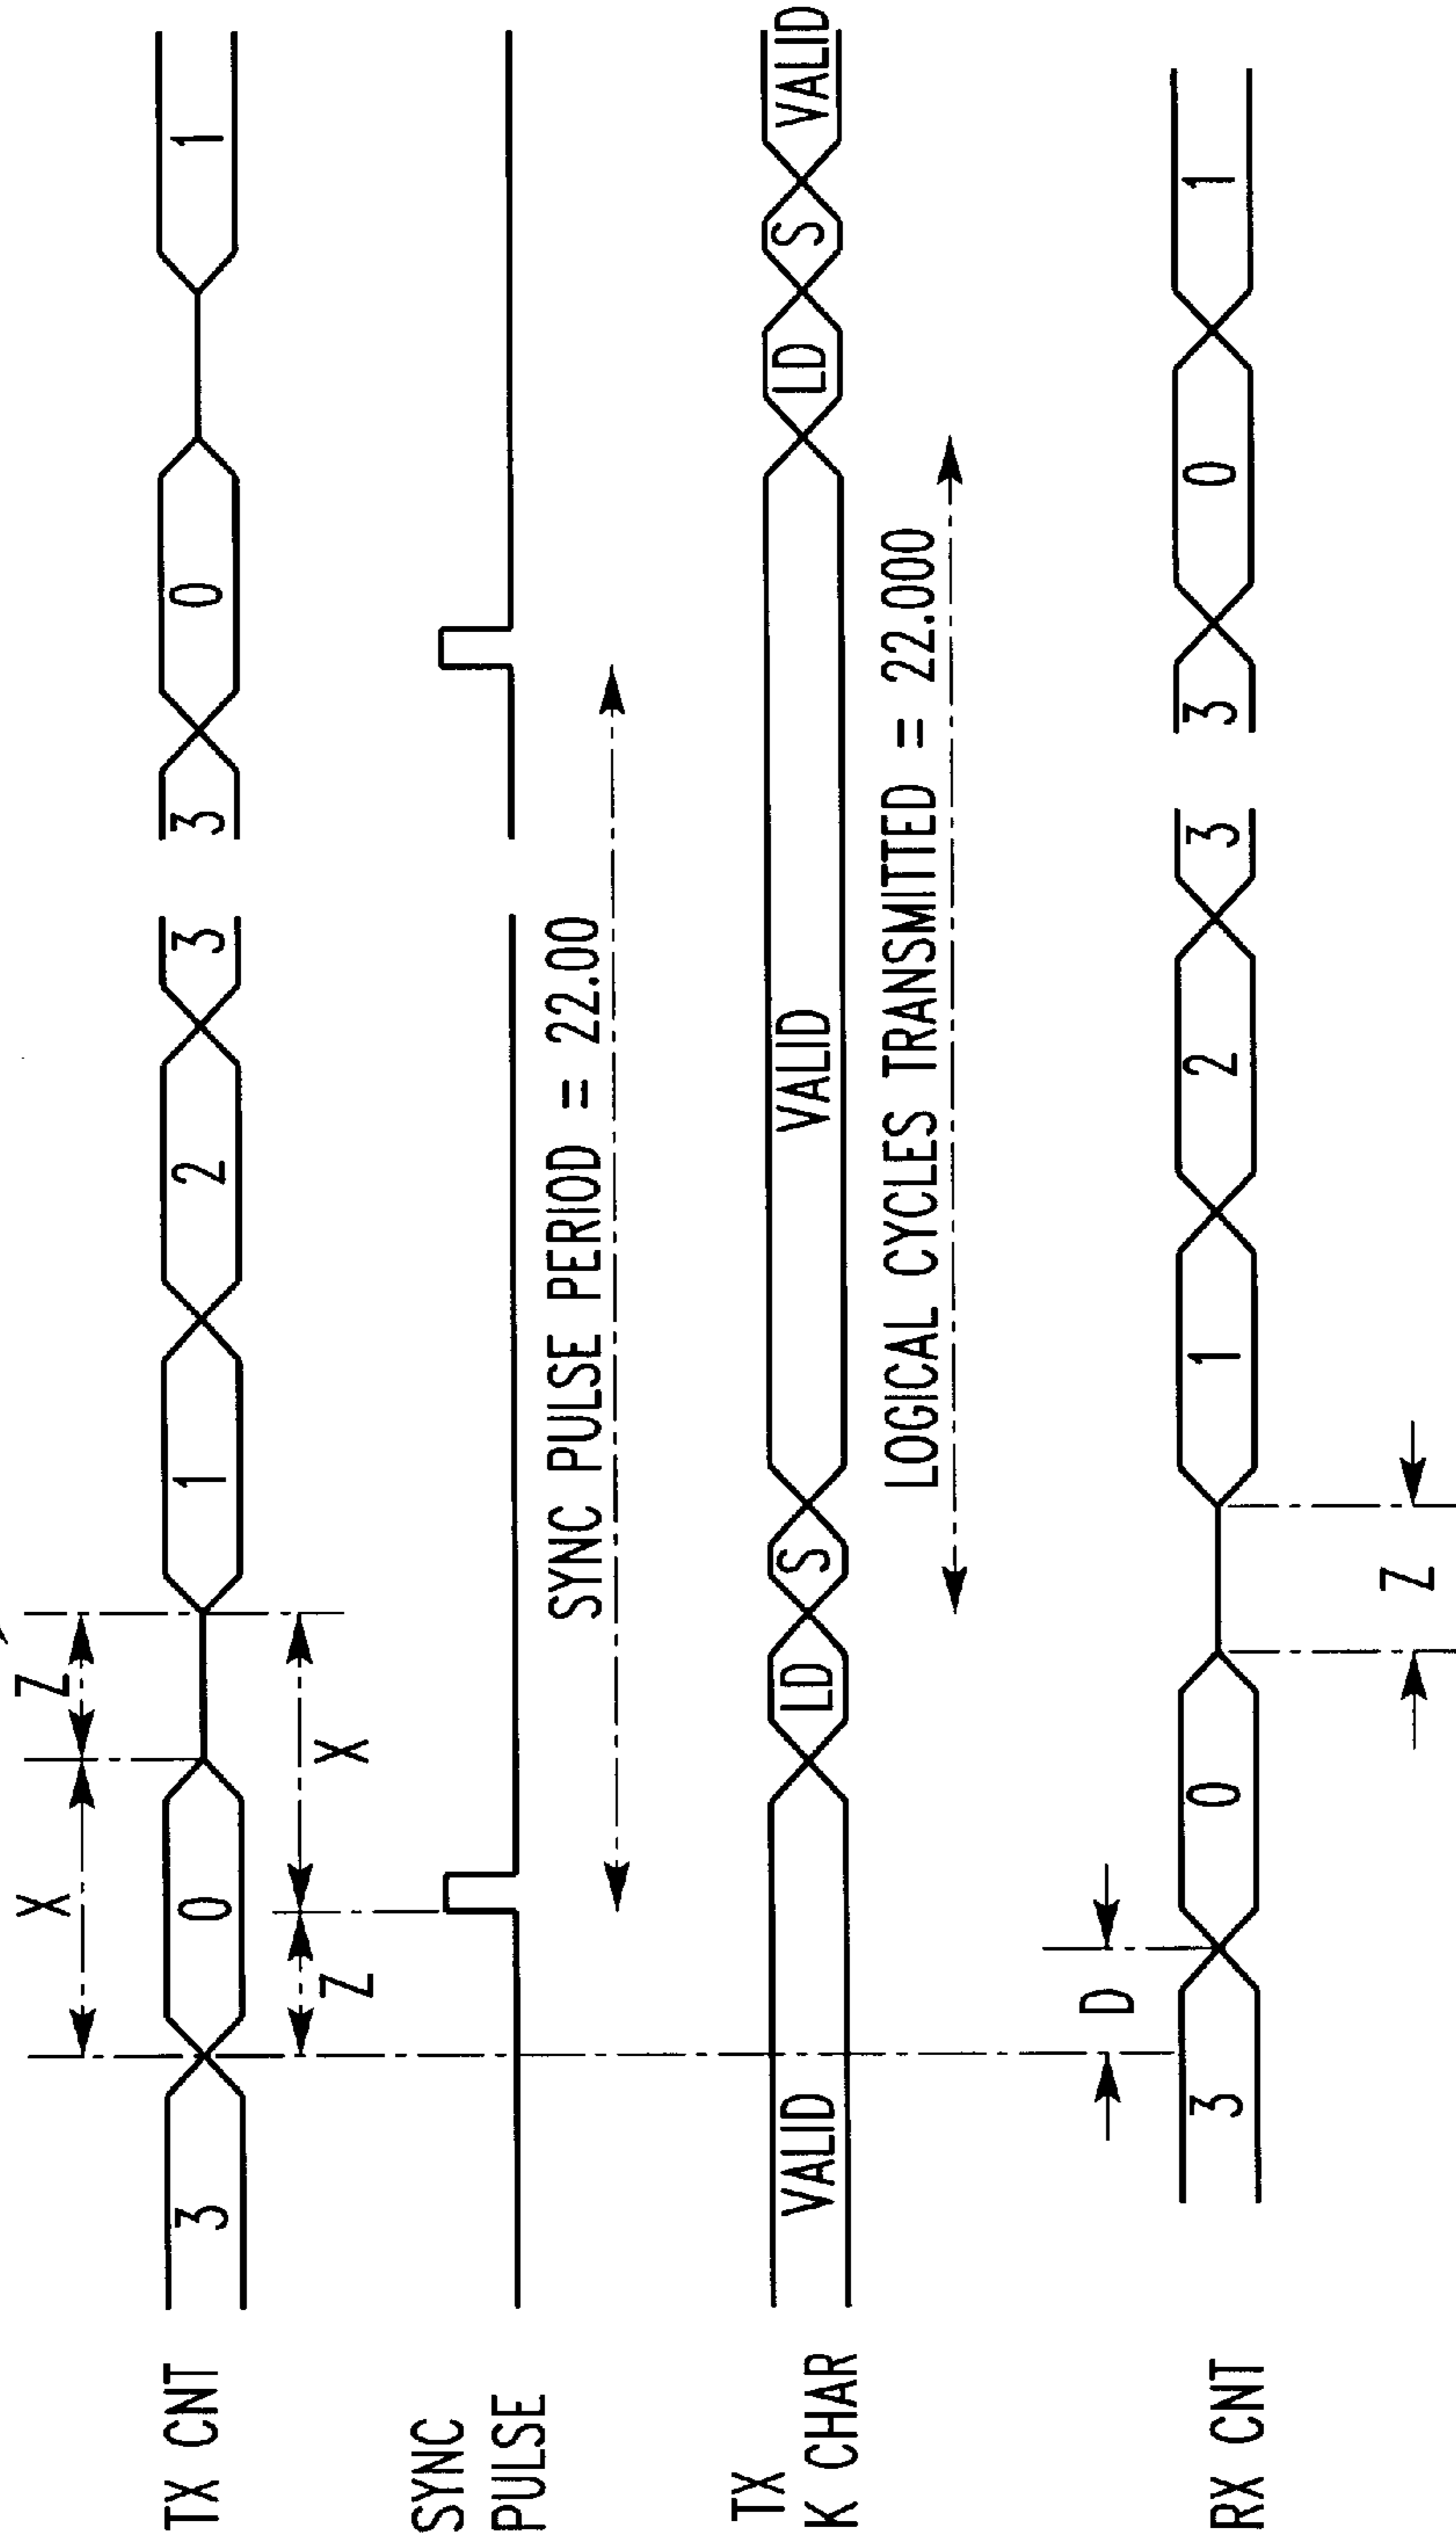 X Z
TX CNT 3 0 1 2 3 3 0 1
Z X
SYNC
PULSE
SYNC PULSE PERIOD = 22.00
TX
K CHAR
VALID LD S VALID LD S VALID
LOGICAL CYCLES TRANSMITTED = 22.000
D
RX CNT 3 0 1 2 3 3 0 1
Z